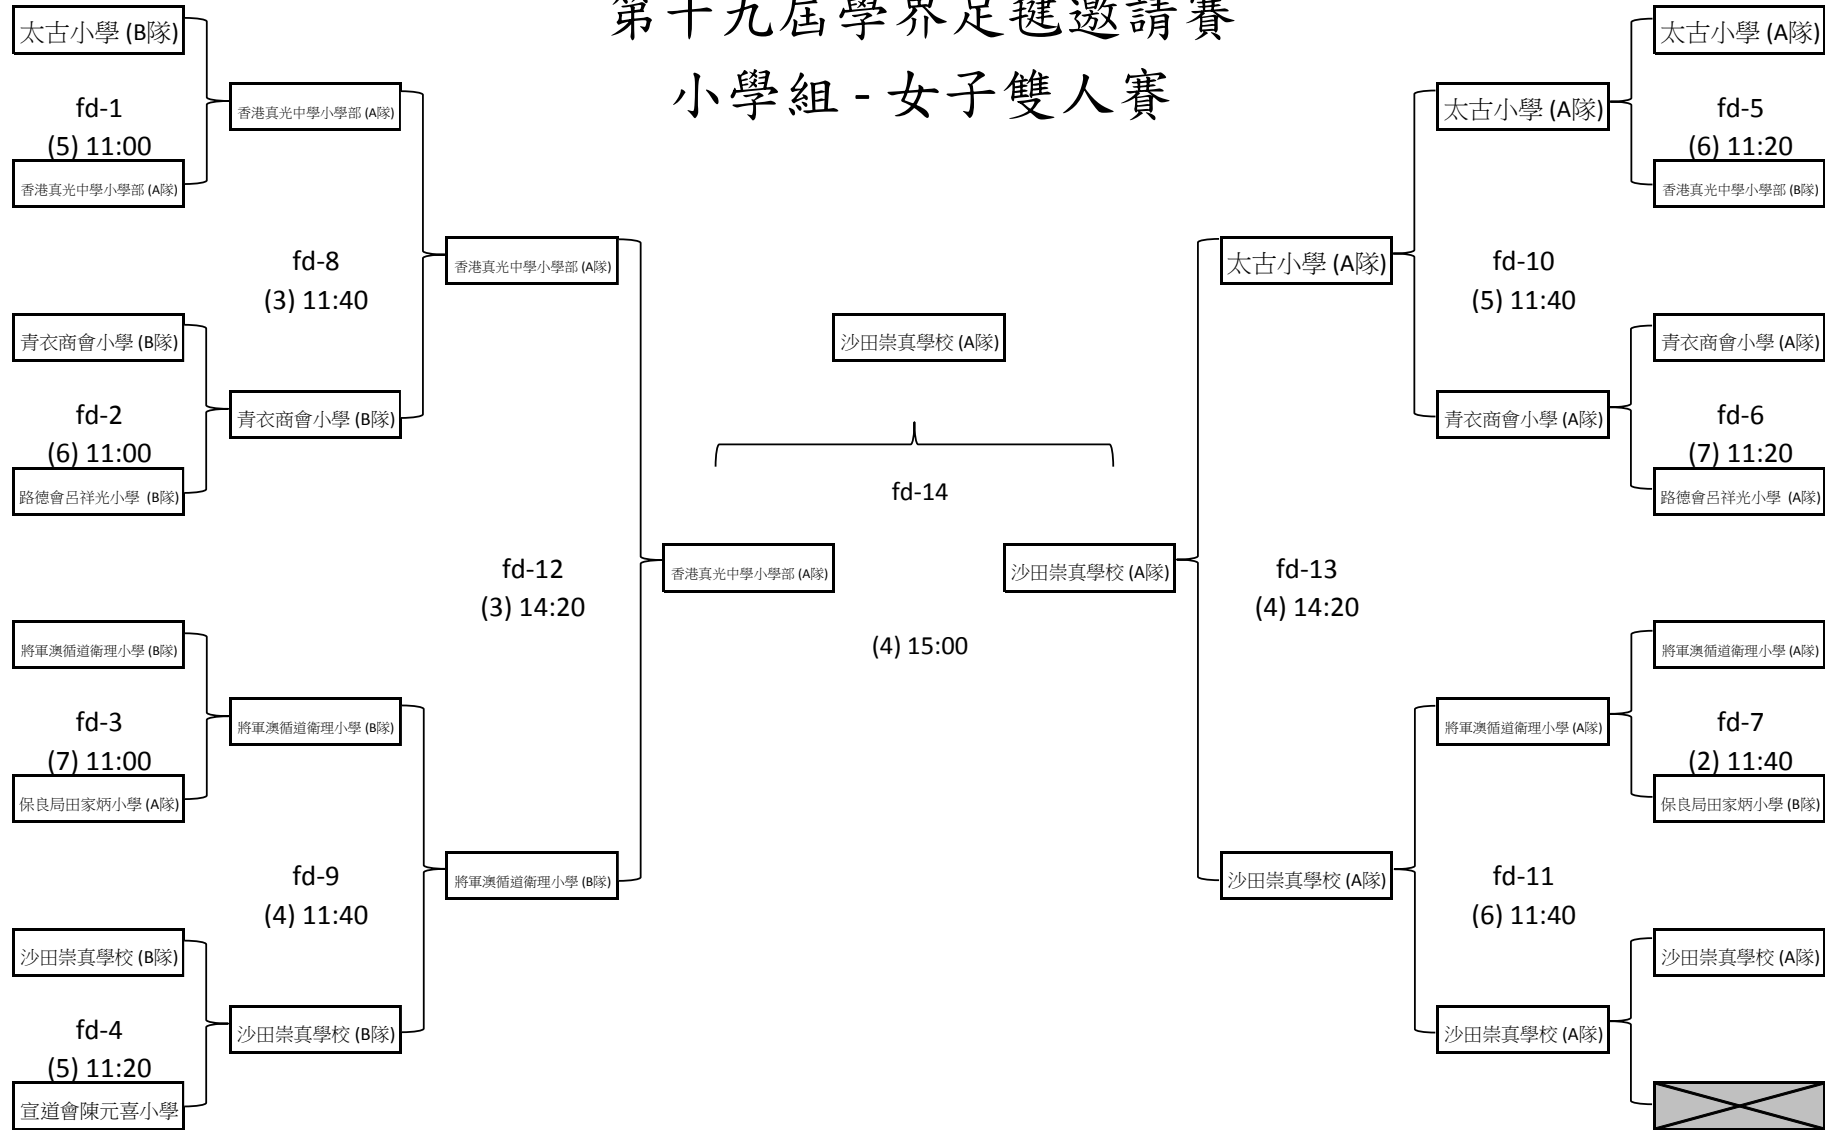 第十九屆學界足毽邀請賽
小學組 - 女子雙人賽
太古小學 (B隊)
fd-1
(5) 11:00
香港真光中學小學部 (A隊)
青衣商會小學 (B隊)
fd-2
(6) 11:00
路德會呂祥光小學 (B隊)
將軍澳循道衛理小學 (B隊)
fd-3
(7) 11:00
保良局田家炳小學 (A隊)
沙田崇真學校 (B隊)
fd-4
(5) 11:20
宣道會陳元喜小學
香港真光中學小學部 (A隊)
fd-8
(3) 11:40
青衣商會小學 (B隊)
將軍澳循道衛理小學 (B隊)
fd-9
(4) 11:40
沙田崇真學校 (B隊)
香港真光中學小學部 (A隊)
fd-12
(3) 14:20
將軍澳循道衛理小學 (B隊)
香港真光中學小學部 (A隊)
沙田崇真學校 (A隊)
fd-14
(4) 15:00
沙田崇真學校 (A隊)
太古小學 (A隊)
fd-13
(4) 14:20
沙田崇真學校 (A隊)
太古小學 (A隊)
fd-10
(5) 11:40
青衣商會小學 (A隊)
將軍澳循道衛理小學 (A隊)
fd-11
(6) 11:40
沙田崇真學校 (A隊)
太古小學 (A隊)
fd-5
(6) 11:20
香港真光中學小學部 (B隊)
青衣商會小學 (A隊)
fd-6
(7) 11:20
路德會呂祥光小學 (A隊)
將軍澳循道衛理小學 (A隊)
fd-7
(2) 11:40
保良局田家炳小學 (B隊)
沙田崇真學校 (A隊)